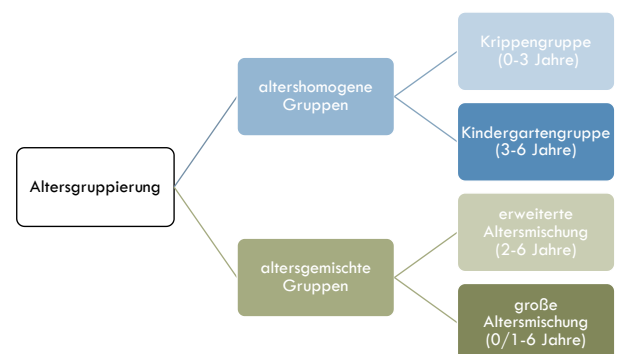 Altersgruppierung
altershomogene
Gruppen
Krippengruppe
(0-3 Jahre)
Kindergartengruppe
(3-6 Jahre)
altersgemischte
Gruppen
erweiterte
Altersmischung
(2-6 Jahre)
große
Altersmischung
(0/1-6 Jahre)